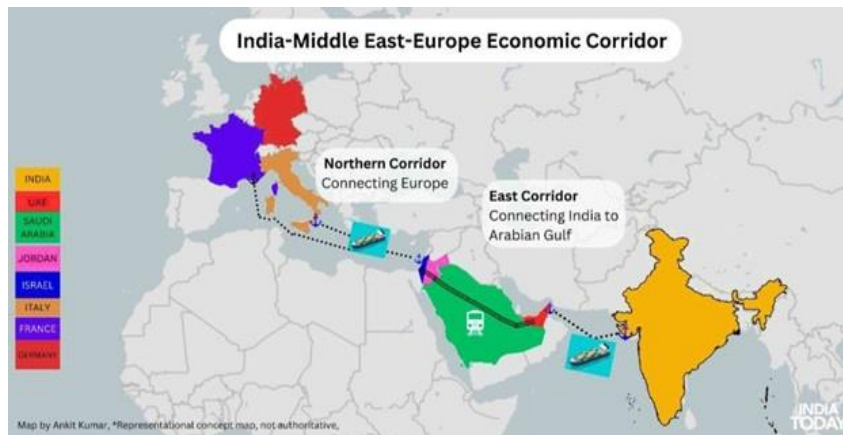 India-Middle East-Europe Economic Corridor
Northern Corridor
Connecting Europe
East Corridor
Connecting India to
Arabian Gulf
INDIA
UAE
SAUDI
ARABIA
JORDAN
ISRAEL
ITALY
FRANCE
GERMANY
Map by Ankit Kumar, *Representational concept map, not authoritative,
INDIA
TODAY